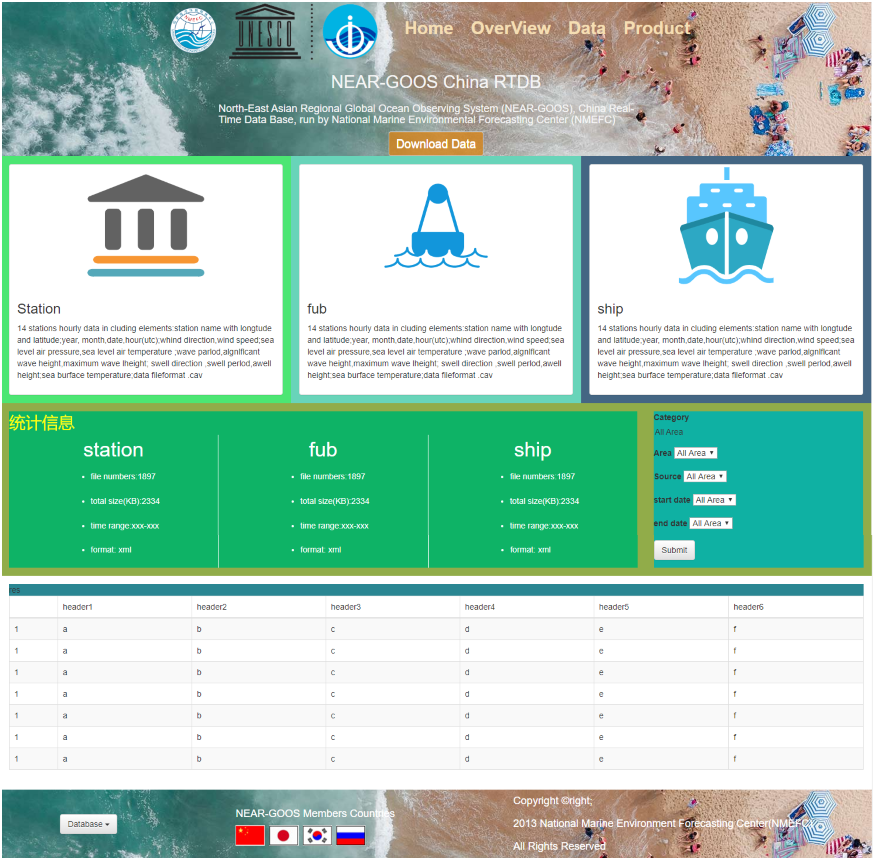 NMEFC
UNESCO
Home OverView Data Product
NEAR-GOOS China RTDB
North-East Asian Regional Global Ocean Observing System (NEAR-GOOS), China Real-
Time Data Base, run by National Marine Environmental Forecasting Center (NMEFC)
Download Data
Station
14 stations hourly data in cluding elements:station name with longtude
and latitude;year, month,date,hour(utc);whind direction,wind speed;sea
level air pressure,sea level air temperature ;wave parlod,algnlficant
wave height,maximum wave lheight; swell direction ,swell perlod,awell
height;sea burface temperature;data fileformat .cav
fub
14 stations hourly data in cluding elements:station name with longtude
and latitude;year, month,date,hour(utc);whind direction,wind speed;sea
level air pressure,sea level air temperature ;wave parlod,algnlficant
wave height,maximum wave lheight; swell direction ,swell perlod,awell
height;sea burface temperature;data fileformat .cav
ship
14 stations hourly data in cluding elements:station name with longtude
and latitude;year, month,date,hour(utc);whind direction,wind speed;sea
level air pressure,sea level air temperature ;wave parlod,algnlficant
wave height,maximum wave lheight; swell direction ,swell perlod,awell
height;sea burface temperature;data fileformat .cav
统计信息
station
file numbers:1897
total size(KB):2334
time range:xxx-xxx
format: xml
fub
file numbers:1897
total size(KB):2334
time range:xxx-xxx
format: xml
ship
file numbers:1897
total size(KB):2334
time range:xxx-xxx
format: xml
Category
All Area
Area All Area
Source All Area
start date All Area
end date All Area
Submit
res
header1 header2 header3 header4 header5 header6
1 a b c d e f
1 a b c d e f
1 a b c d e f
1 a b c d e f
1 a b c d e f
1 a b c d e f
1 a b c d e f
Database
NEAR-GOOS Members Countries
Copyright ©right;
2013 National Marine Environment Forecasting Center(NMEFC)
All Rights Reserved